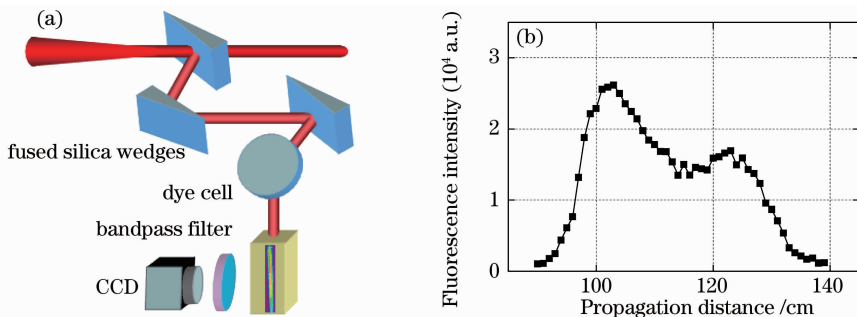 (a)
fused silica wedges
dye cell
bandpass filter
CCD
(b)
Fluorescence intensity (10⁴ a.u.)
3
2
1
0
100
120
140
Propagation distance /cm